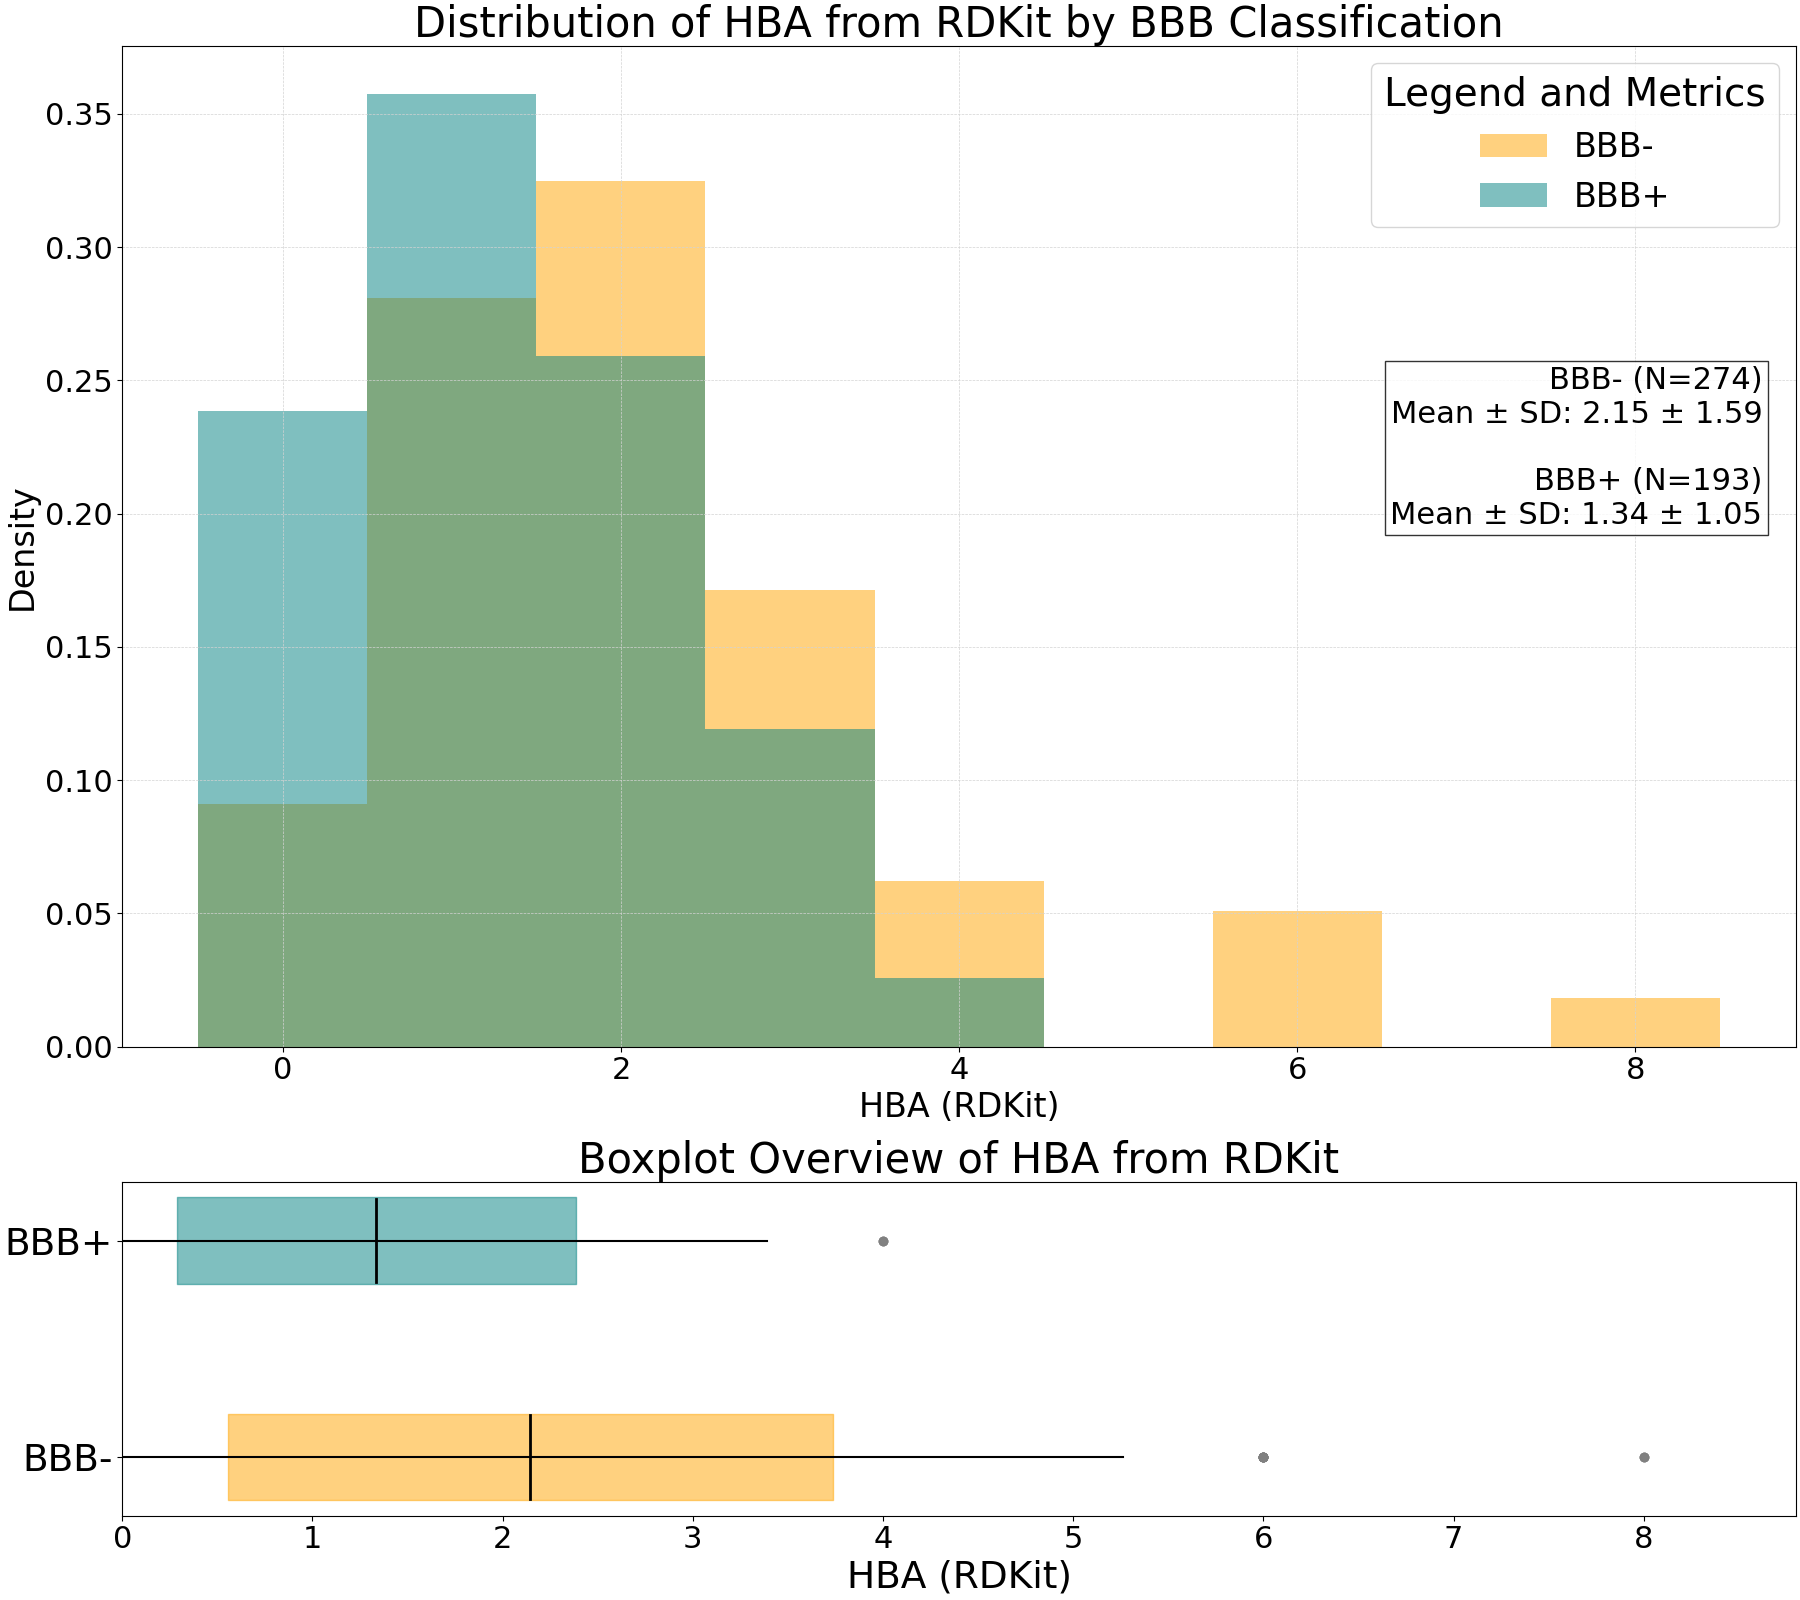 Distribution of HBA from RDKit by BBB Classification
Legend and Metrics
BBB-
BBB+
BBB- (N=274)
Mean ± SD: 2.15 ± 1.59
BBB+ (N=193)
Mean ± SD: 1.34 ± 1.05
Density
0.35
0.30
0.25
0.20
0.15
0.10
0.05
0.00
0 2 4 6 8
HBA (RDKit)
Boxplot Overview of HBA from RDKit
BBB+
BBB-
0 1 2 3 4 5 6 7 8
HBA (RDKit)